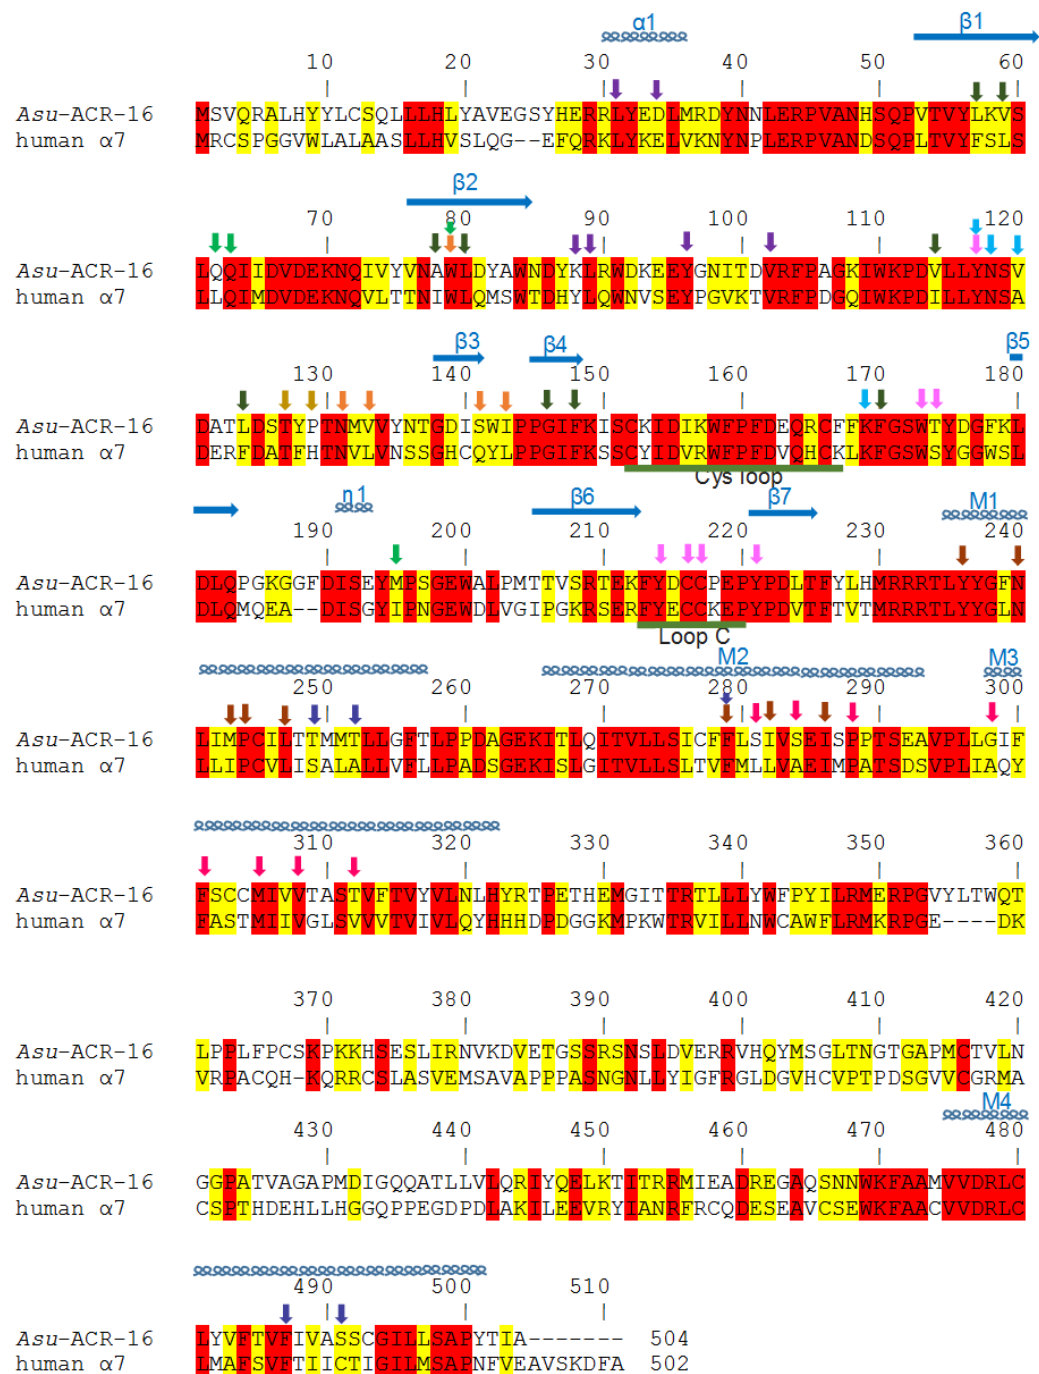 α1 β1
10 20 30 40 50 60
Asu-ACR-16 MSVQRALHYYLCSQLLLHLYAVEGSYHERRLYEDLMRDYNNLERPVANHSQPVTVYLKVS
human α7 MRCSPGGVWLALAASLLHVSLQG--EFQRKLYKELVKNYNPLERPVANDSQPLTVYFSLS
β2
70 80 90 100 110 120
Asu-ACR-16 LQQIIDVDEKNQIVYVNAWLDYAWNDYKLRWDKEEYGNITDVRFPAGKIWKPDVLLYNSV
human α7 LLQIMDVDEKNQVLTTNIWLQMSWTDHYLQWNVSEYPGVKTVRFPDGQIWKPDILLYNSA
β3 β4 β5
130 140 150 160 170 180
Asu-ACR-16 DATLDSTYPTNMVVYNTGDISWIPPGIFKISCKIDIKWFPFDEQRCFFKFGSWTYDGFKL
human α7 DERFDATFHTNVLVNSSGHCQYLPPGIFKSSCYIDVRWFPFDVQHCKLKFGSWSYGGWSL
Cys loop
η1 β6 β7 M1
190 200 210 220 230 240
Asu-ACR-16 DLQPGKGGFDISEYMPSGEWALPMTTVSRTEKFYDCCPEPYPDLTFYLHMRRRTLYYGFN
human α7 DLQMQEA--DISGYIPNGEWDLVGIPGKRSERFYECCKEPYPDVTFTVTMRRRTLYYGLN
Loop C
M2 M3
250 260 270 280 290 300
Asu-ACR-16 LIMPCILTTMMTLLGFTLPPDAGEKITLQITVLLSICFFLSIVSEISPPTSEAVPLLGIF
human α7 LLIPCVLISALALLVFLLPADSGEKISLGITVLLSLTVFMLLVAEIMPATSDSVPLIAQY
310 320 330 340 350 360
Asu-ACR-16 FSCCMIVVTASTVFTVYVLNLHYRTPETHEMGITTRTLLLYWFPYILRMERPGVYLTWQT
human α7 FASTMIIVGLSVVVTVIVLQYHHHDPDGGKMPKWTRVILLNWCAWFLRMKRPGE----DK
370 380 390 400 410 420
Asu-ACR-16 LPPLFPCSKPKKHSESLIRNVKDVETGSSRSNSLDVERRVHQYMSGLTNGTGAPMCTVLN
human α7 VRPACQH-KQRRCSLASVEMSAVAPPPASNGNLLYIGFRGLDGVHCVPTPDSGVVCGRMA
M4
430 440 450 460 470 480
Asu-ACR-16 GGPATVAGAPMDIGQQATLLVLQRIYQELKTITRRMIEADREGAQSNNWKFAAMVVDRLC
human α7 CSPTHDEHLLHGGQPPEGDPDLAKILEEVRYIANRFRCQDESEAVCSEWKFAACVVDRLC
490 500 510
Asu-ACR-16 LYVFTVFIVASSCGILLSAPYTIA------- 504
human α7 LMAFSVFTIICTIGILMSAPNFVEAVSKDFA 502